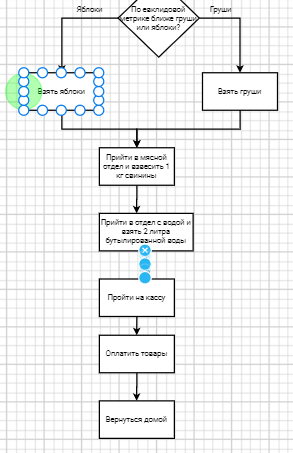 Яблоки
По евклидовой
Груши
метрике ближе груши
или яблоки?
Взять яблоки
Взять груши
Прийти в мясной
отдел и взвесить 1
кг свинины
Прийти в отдел с водой и
взять 2 литра
бутылированной воды
Пройти на кассу
Оплатить товары
Вернуться домой